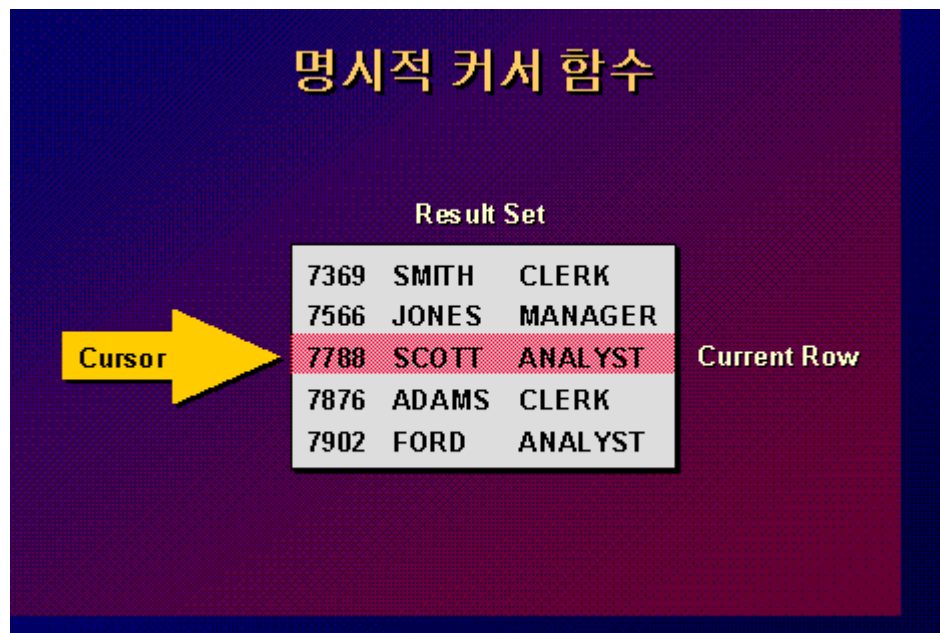 명시적 커서 함수
Result Set
7369 SMITH CLERK
7566 JONES MANAGER
Cursor 7788 SCOTT ANALYST Current Row
7876 ADAMS CLERK
7902 FORD ANALYST